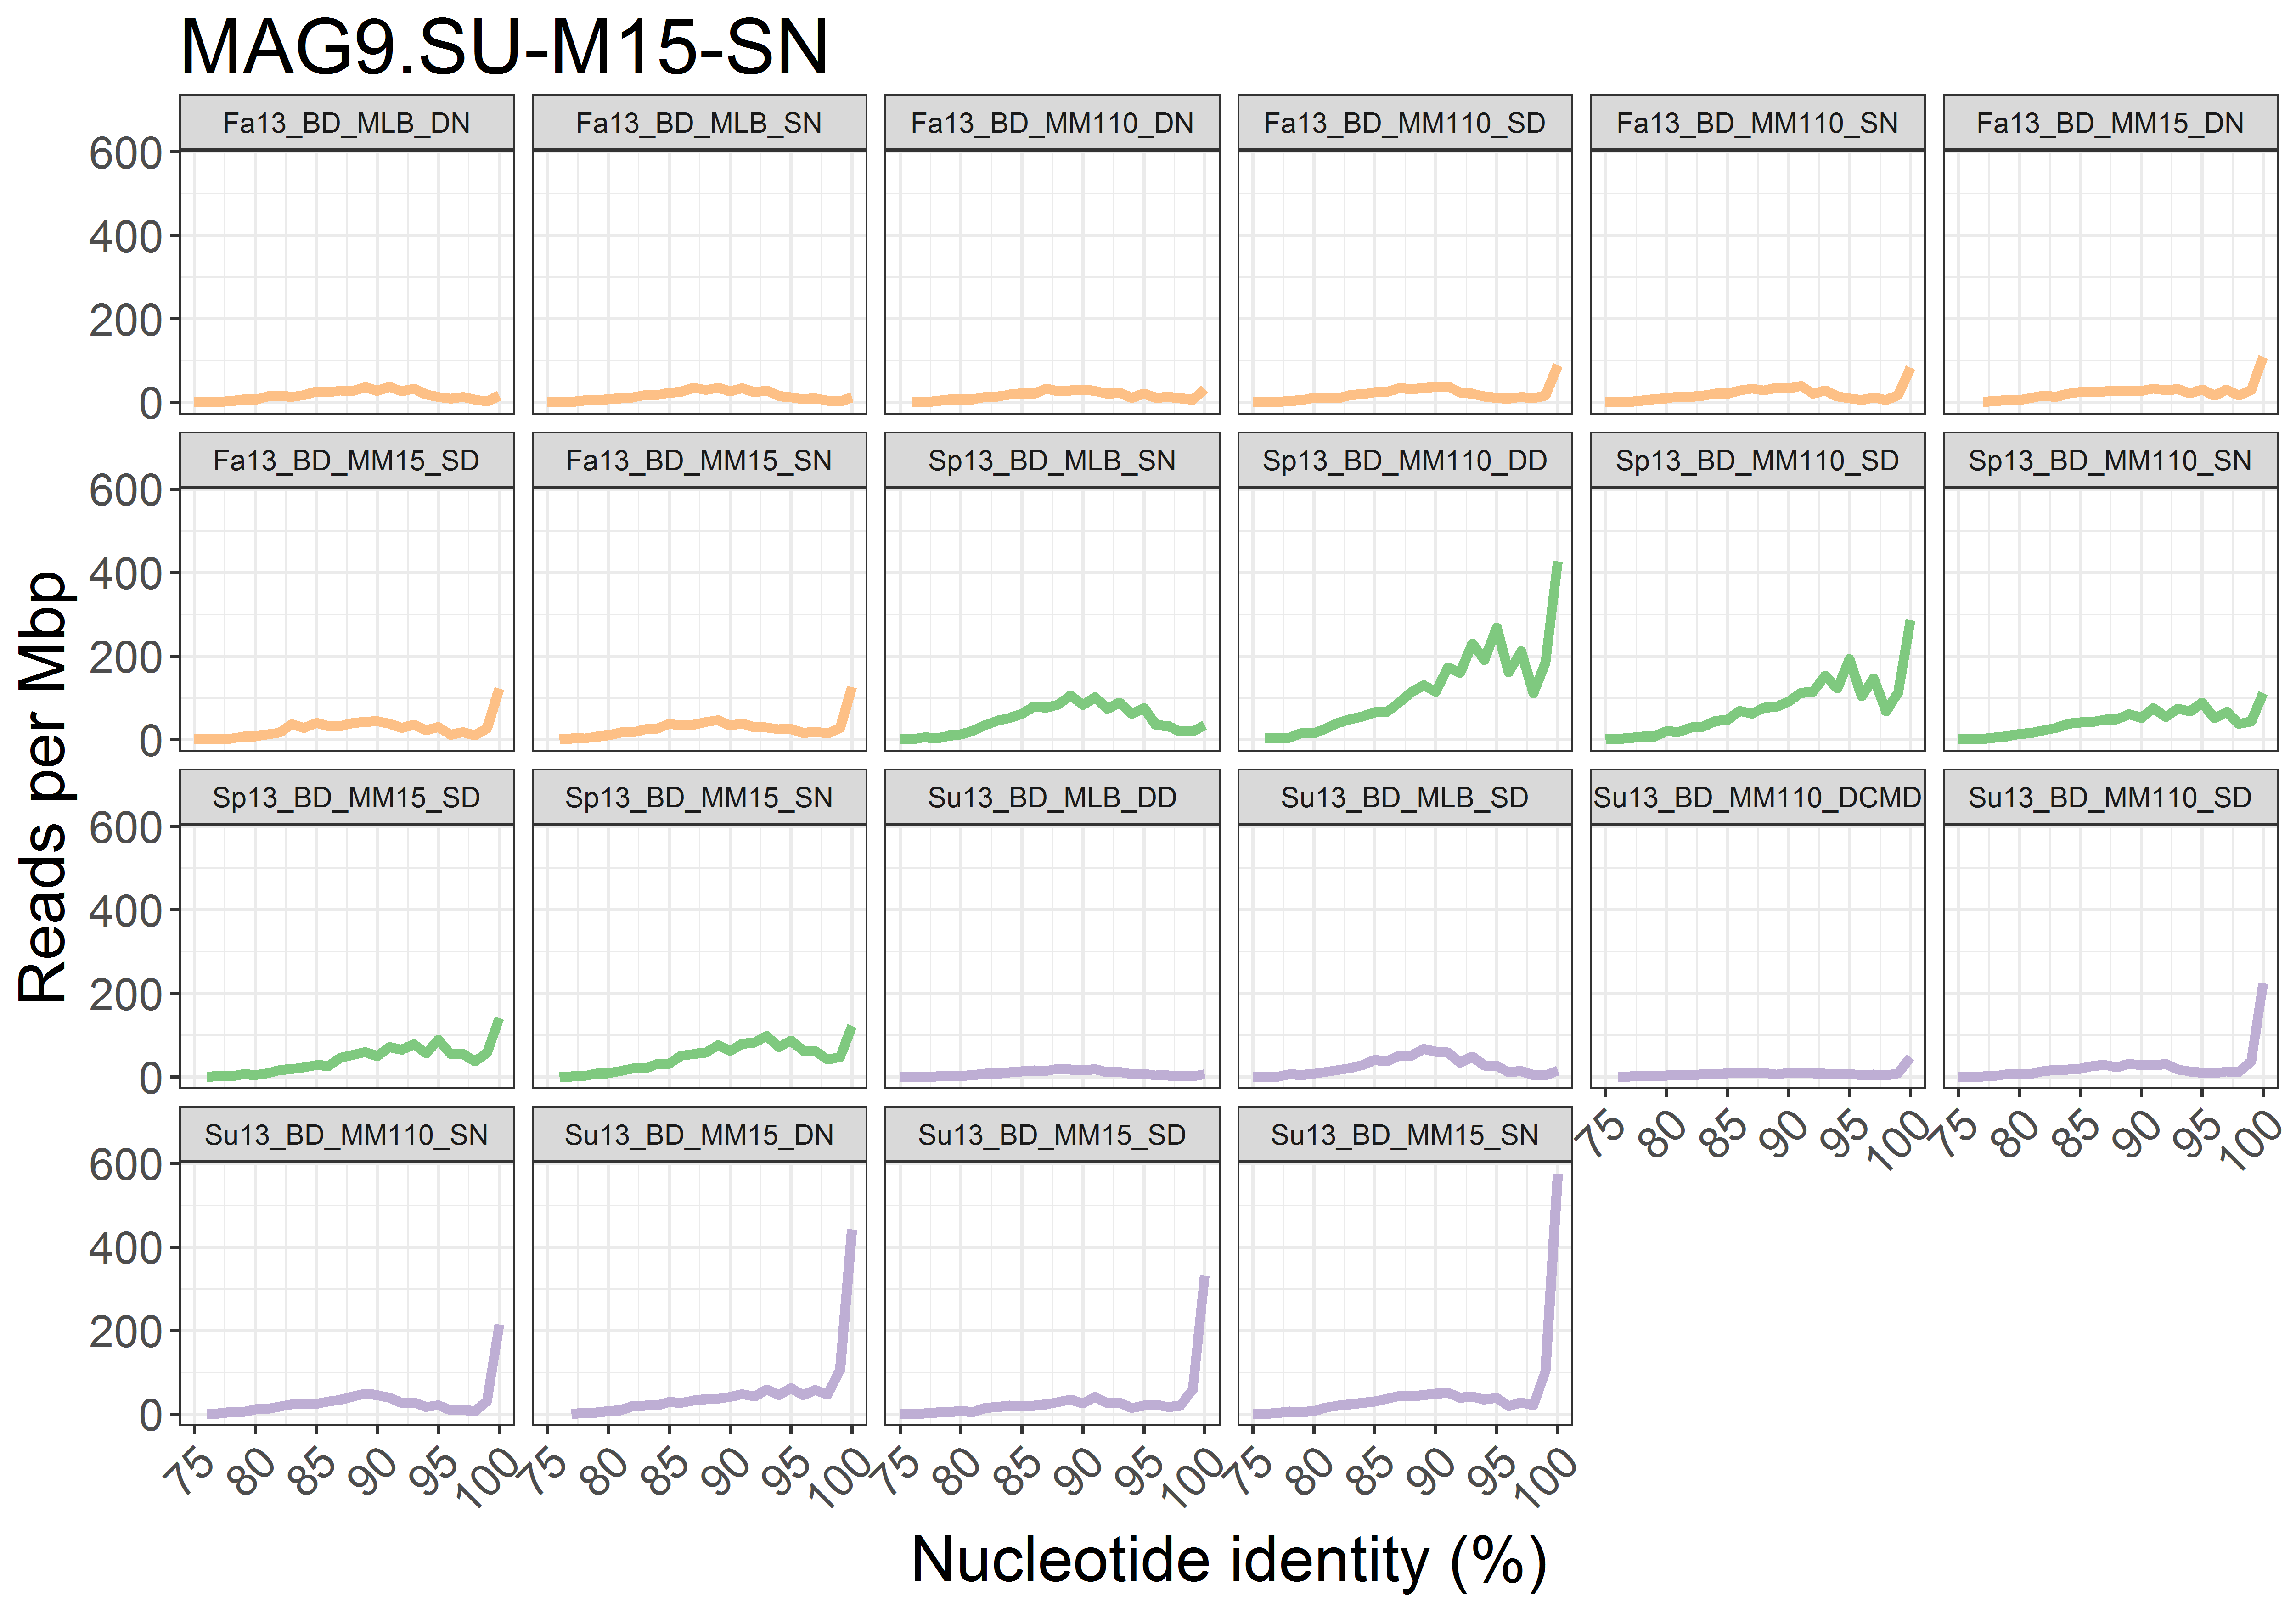 MAG9.SU-M15-SN
Fa13_BD_MLB_DN
Fa13_BD_MLB_SN
Fa13_BD_MM110_DN
Fa13_BD_MM110_SD
Fa13_BD_MM110_SN
Fa13_BD_MM15_DN
600
400
200
0
Fa13_BD_MM15_SD
Fa13_BD_MM15_SN
Sp13_BD_MLB_SN
Sp13_BD_MM110_DD
Sp13_BD_MM110_SD
Sp13_BD_MM110_SN
600
400
200
0
Sp13_BD_MM15_SD
Sp13_BD_MM15_SN
Su13_BD_MLB_DD
Su13_BD_MLB_SD
Su13_BD_MM110_DCMD
Su13_BD_MM110_SD
600
400
200
0
75 80 85 90 95 100
75 80 85 90 95 100
Su13_BD_MM110_SN
Su13_BD_MM15_DN
Su13_BD_MM15_SD
Su13_BD_MM15_SN
600
400
200
0
75 80 85 90 95 100
75 80 85 90 95 100
75 80 85 90 95 100
75 80 85 90 95 100
Reads per Mbp
Nucleotide identity (%)